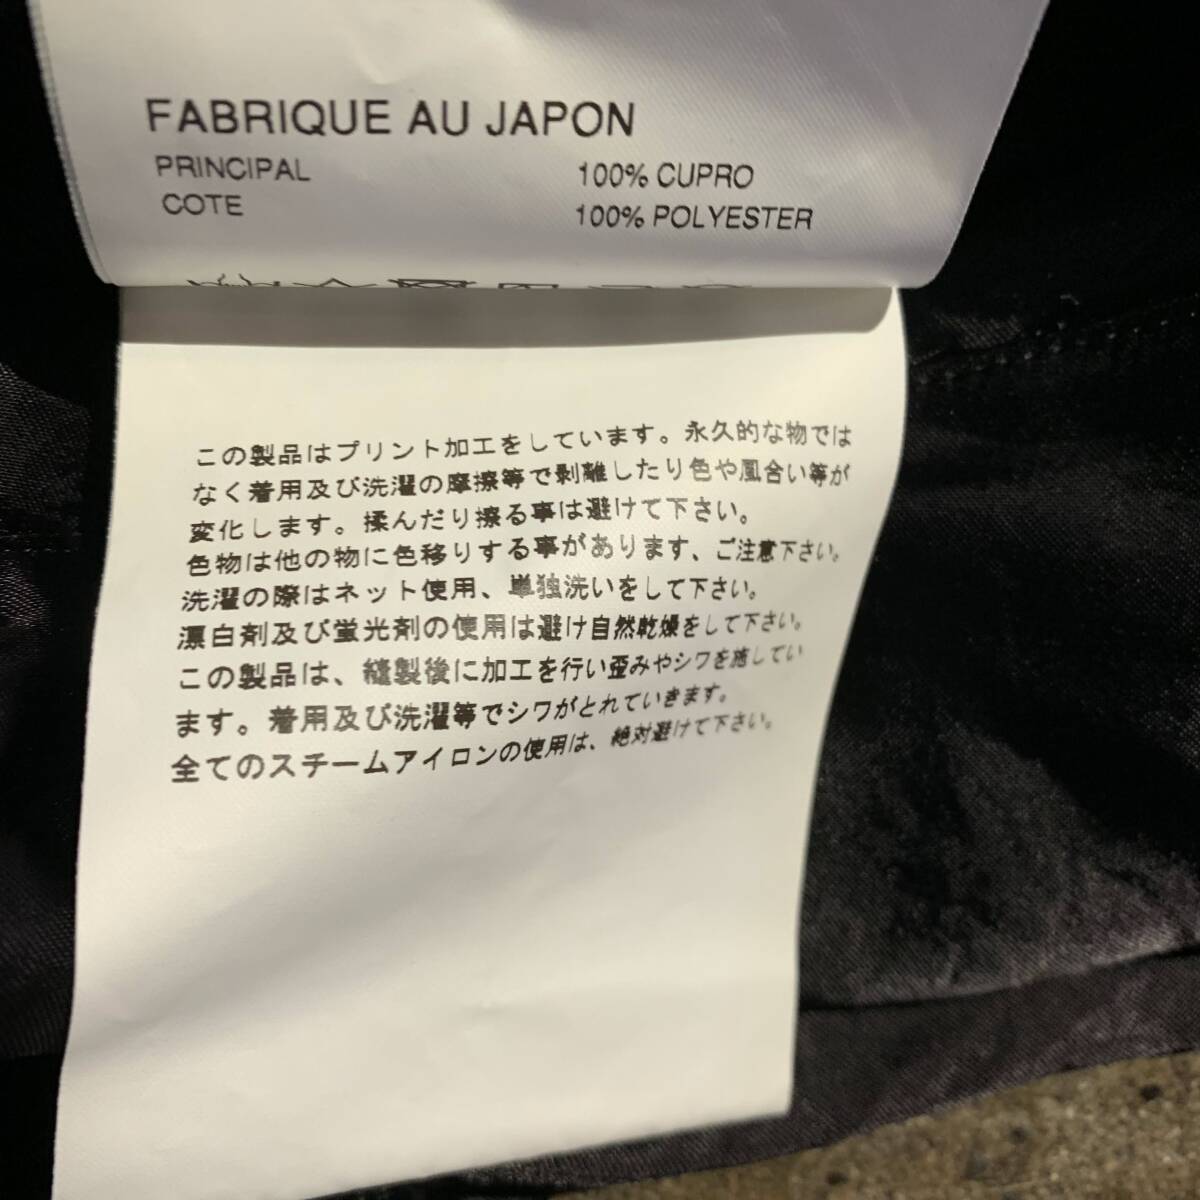 FABRIQUE AU JAPON
PRINCIPAL 100% CUPRO
COTE 100% POLYESTER
この製品はプリント加工をしています。永久的な物では
なく着用及び洗濯の摩擦等で剥離したり色や風合い等が
変化します。揉んだり擦る事は避けて下さい。
色物は他の物に色移りする事があります、ご注意下さい。
洗濯の際はネット使用、単独洗いをして下さい。
漂白剤及び蛍光剤の使用は避け自然乾燥をして下さい。
この製品は、縫製後に加工を行い歪みやシワを施してい
ます。着用及び洗濯等でシワがとれていきます。
全てのスチームアイロンの使用は、絶対避けて下さい。